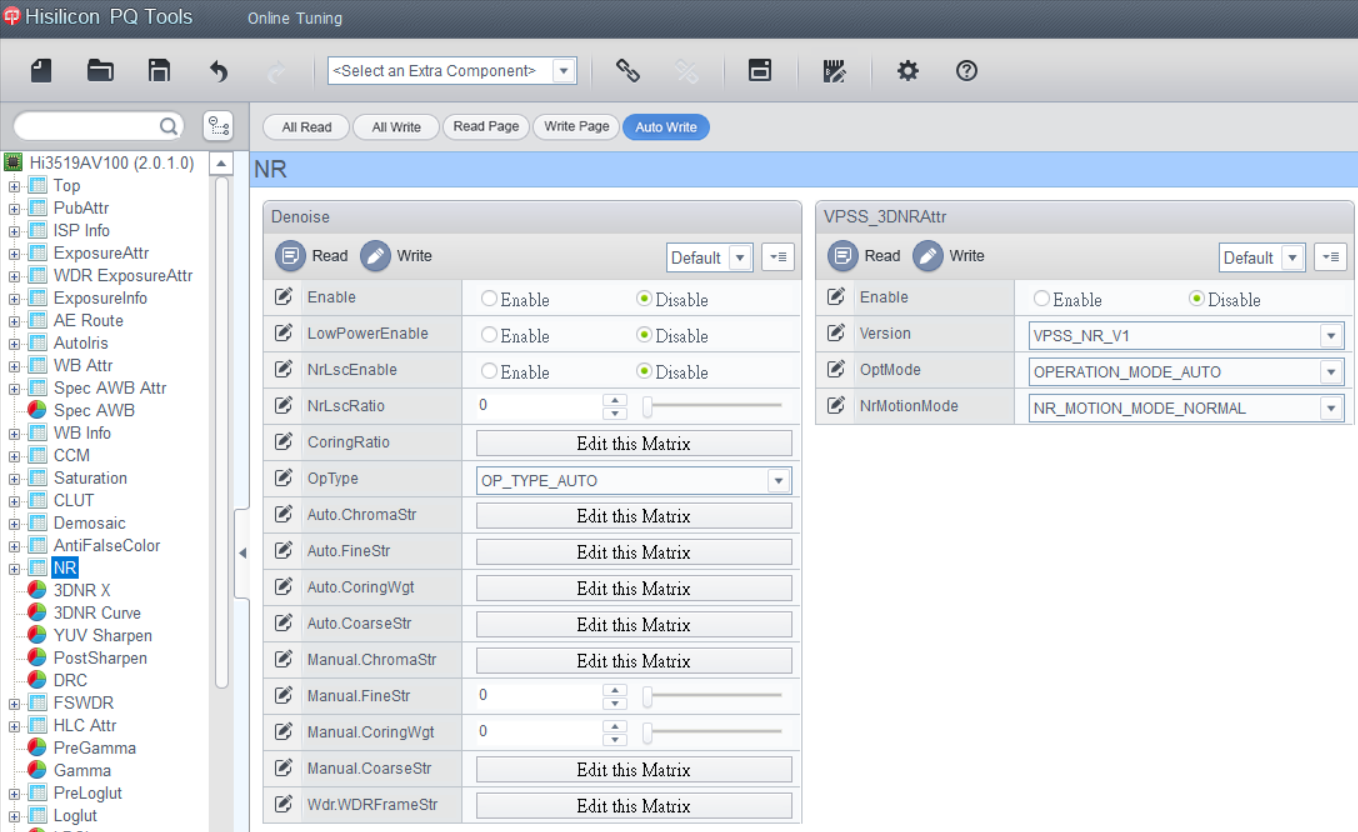 Hisilicon PQ Tools
Online Tuning
<Select an Extra Component>
All Read
All Write
Read Page
Write Page
Auto Write
Hi3519AV100 (2.0.1.0)
Top
PubAttr
ISP Info
ExposureAttr
WDR ExposureAttr
ExposureInfo
AE Route
AutoIris
WB Attr
Spec AWB Attr
Spec AWB
WB Info
CCM
Saturation
CLUT
Demosaic
AntiFalseColor
NR
3DNR X
3DNR Curve
YUV Sharpen
PostSharpen
DRC
FSWDR
HLC Attr
PreGamma
Gamma
PreLoglut
Loglut
NR
Denoise
Read Write Default
Enable Enable Disable
LowPowerEnable Enable Disable
NrLscEnable Enable Disable
NrLscRatio 0
CoringRatio Edit this Matrix
OpType OP_TYPE_AUTO
Auto.ChromaStr Edit this Matrix
Auto.FineStr Edit this Matrix
Auto.CoringWgt Edit this Matrix
Auto.CoarseStr Edit this Matrix
Manual.ChromaStr Edit this Matrix
Manual.FineStr 0
Manual.CoringWgt 0
Manual.CoarseStr Edit this Matrix
Wdr.WDRFrameStr Edit this Matrix
VPSS_3DNRAttr
Read Write Default
Enable Enable Disable
Version VPSS_NR_V1
OptMode OPERATION_MODE_AUTO
NrMotionMode NR_MOTION_MODE_NORMAL